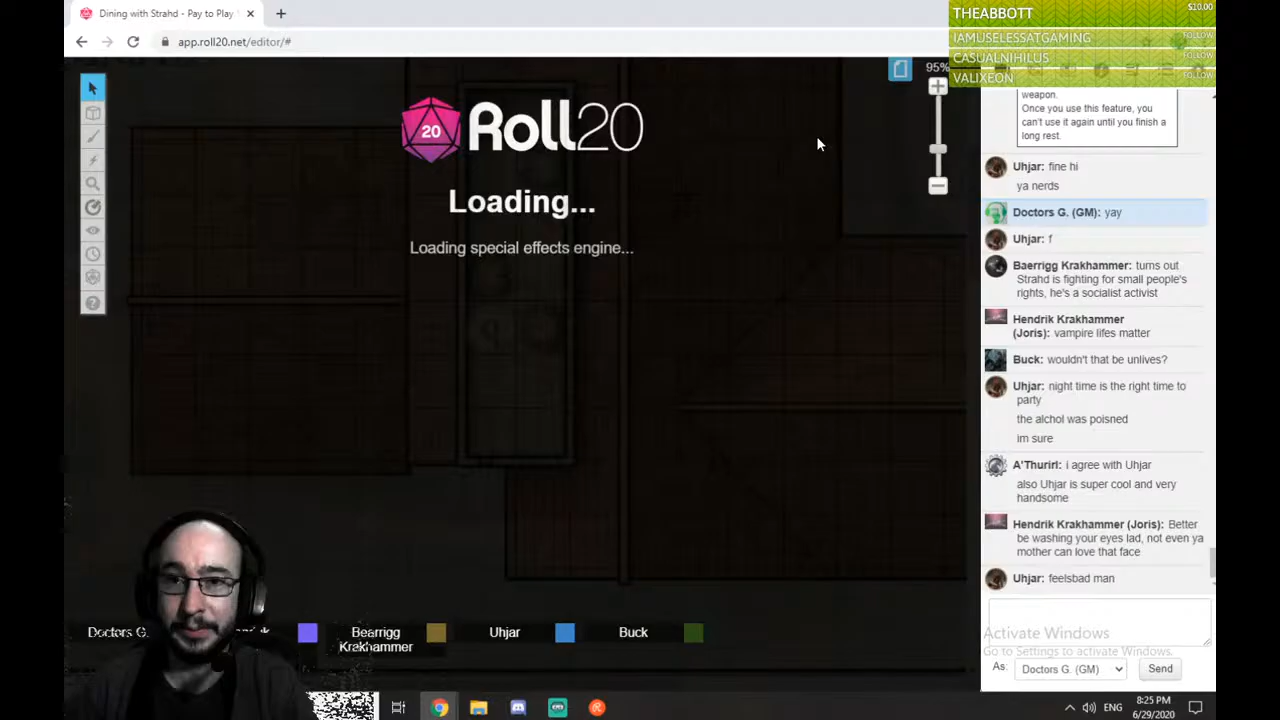 Dining with Strahd - Pay to Play
app.roll20.net/editor/#
THEABBOTT
$10.00
IAMUSELESSATGAMING
FOLLOW
CASUALNIHILUS
FOLLOW
VALIXEON
FOLLOW
95%
20
Roll20
Loading...
Loading special effects engine...
weapon.
Once you use this feature, you
can't use it again until you finish a
long rest.
Uhjar: fine hi
ya nerds
Doctors G. (GM): yay
Uhjar: f
Baerrigg Krakhammer: turns out
Strahd is fighting for small people's
rights, he's a socialist activist
Hendrik Krakhammer
(Joris): vampire lifes matter
Buck: wouldn't that be unlives?
Uhjar: night time is the right time to
party
the alchol was poisned
im sure
A'Thurirl: i agree with Uhjar
also Uhjar is super cool and very
handsome
Hendrik Krakhammer (Joris): Better
be washing your eyes lad, not even ya
mother can love that face
Uhjar: feelsbad man
Activate Windows
Go to Settings to activate Windows.
As:
Doctors G. (GM)
Send
Doctors G.
Bearrigg
Krakhammer
Uhjar
Buck
ENG
8:25 PM
6/29/2020